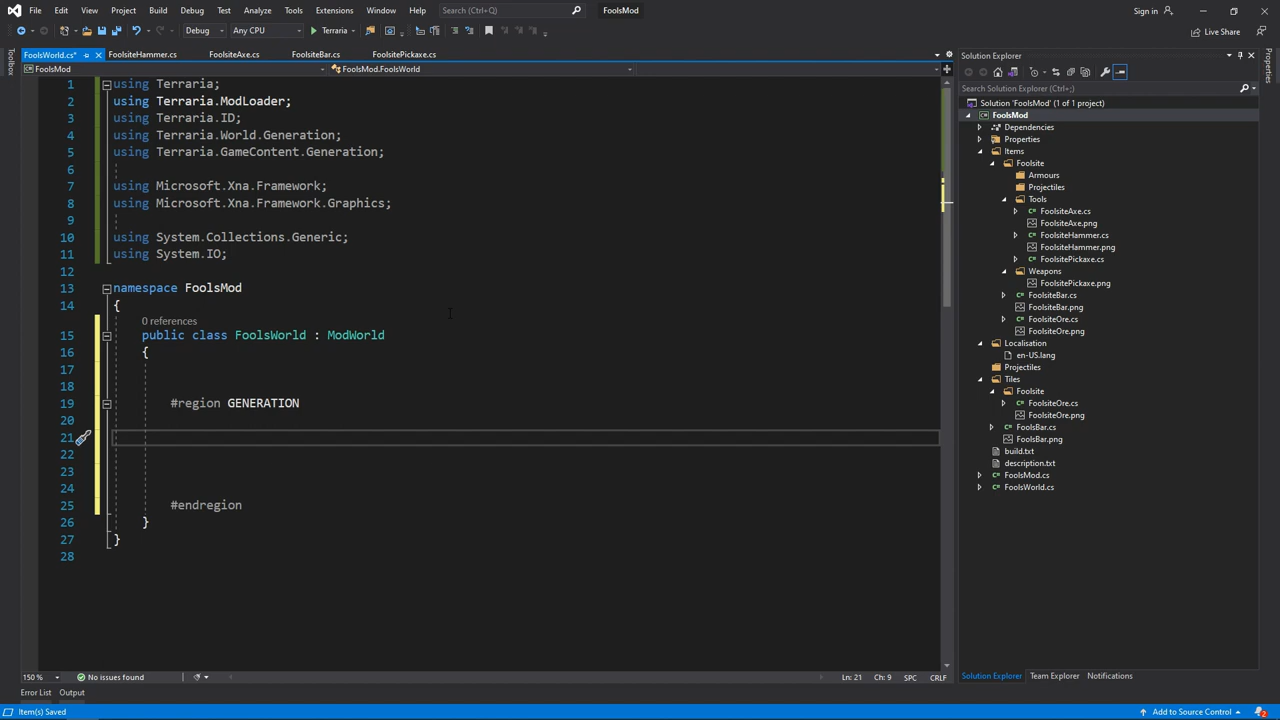 File Edit View Project Build Debug Test Analyze Tools Extensions Window Help Search (Ctrl+Q) FoolsMod Sign in
Debug Any CPU Terraria Live Share
FoolsWorld.cs* FoolsiteHammer.cs FoolsiteAxe.cs FoolsiteBar.cs FoolsitePickaxe.cs
FoolsMod FoolsMod.FoolsWorld
Toolbox
1 using Terraria;
2 using Terraria.ModLoader;
3 using Terraria.ID;
4 using Terraria.World.Generation;
5 using Terraria.GameContent.Generation;
6
7 using Microsoft.Xna.Framework;
8 using Microsoft.Xna.Framework.Graphics;
9
10 using System.Collections.Generic;
11 using System.IO;
12
13 namespace FoolsMod
14 {
0 references
15 public class FoolsWorld : ModWorld
16 {
17
18
19 #region GENERATION
20
21
22
23
24
25 #endregion
26 }
27 }
28
150 % No issues found Ln: 21 Ch: 9 SPC CRLF
Error List Output
Item(s) Saved
Solution Explorer
Search Solution Explorer (Ctrl+;)
Solution 'FoolsMod' (1 of 1 project)
FoolsMod
Dependencies
Properties
Items
Foolsite
Armours
Projectiles
Tools
FoolsiteAxe.cs
FoolsiteAxe.png
FoolsiteHammer.cs
FoolsiteHammer.png
FoolsitePickaxe.cs
Weapons
FoolsitePickaxe.png
FoolsiteBar.cs
FoolsiteBar.png
FoolsiteOre.cs
FoolsiteOre.png
Localisation
en-US.lang
Projectiles
Tiles
Foolsite
FoolsiteOre.cs
FoolsiteOre.png
FoolsBar.cs
FoolsBar.png
build.txt
description.txt
FoolsMod.cs
FoolsWorld.cs
Solution Explorer Team Explorer Notifications
Add to Source Control 2
Properties